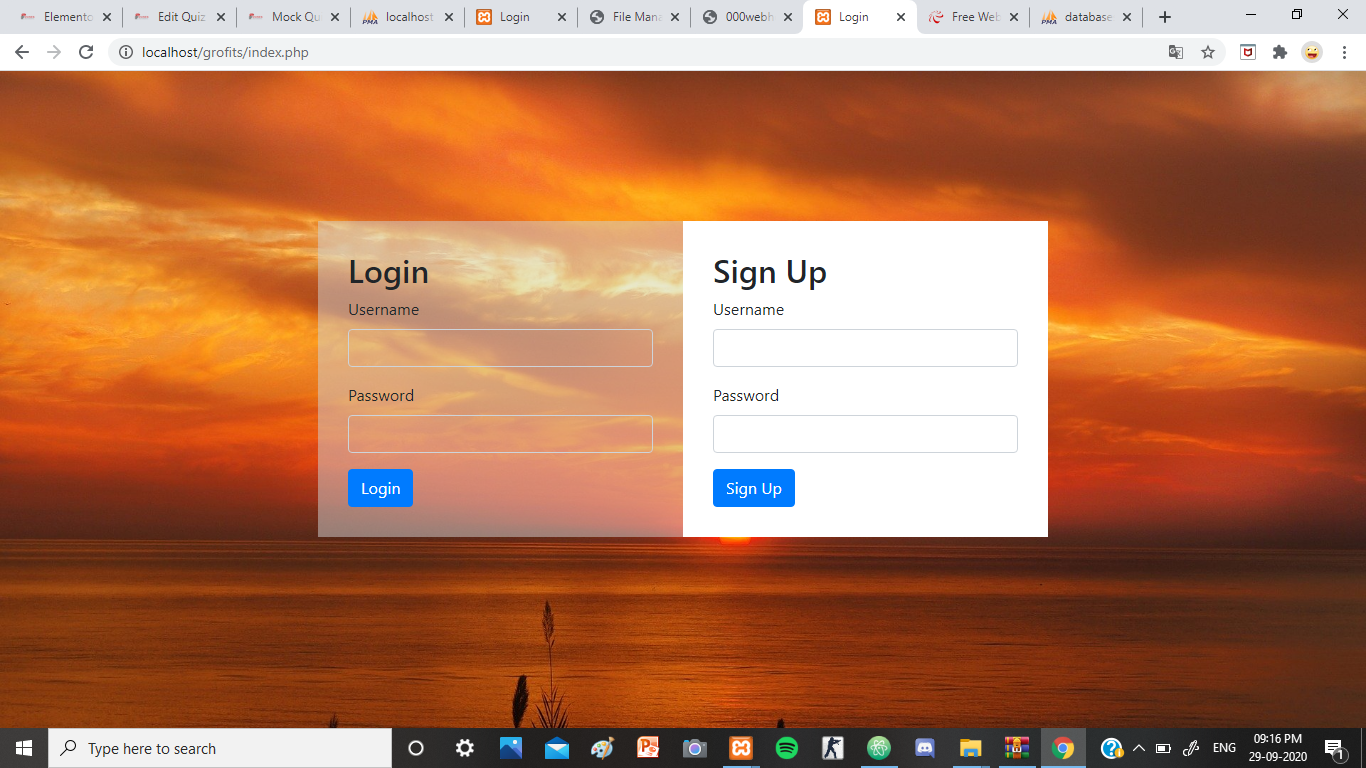 Elemento
Edit Quiz
Mock Qu
localhost
Login
File Mana
000webh
Login
Free Web
database
localhost/grofits/index.php
Login
Username
Password
Login
Sign Up
Username
Password
Sign Up
Type here to search
ENG
09:16 PM
29-09-2020
1